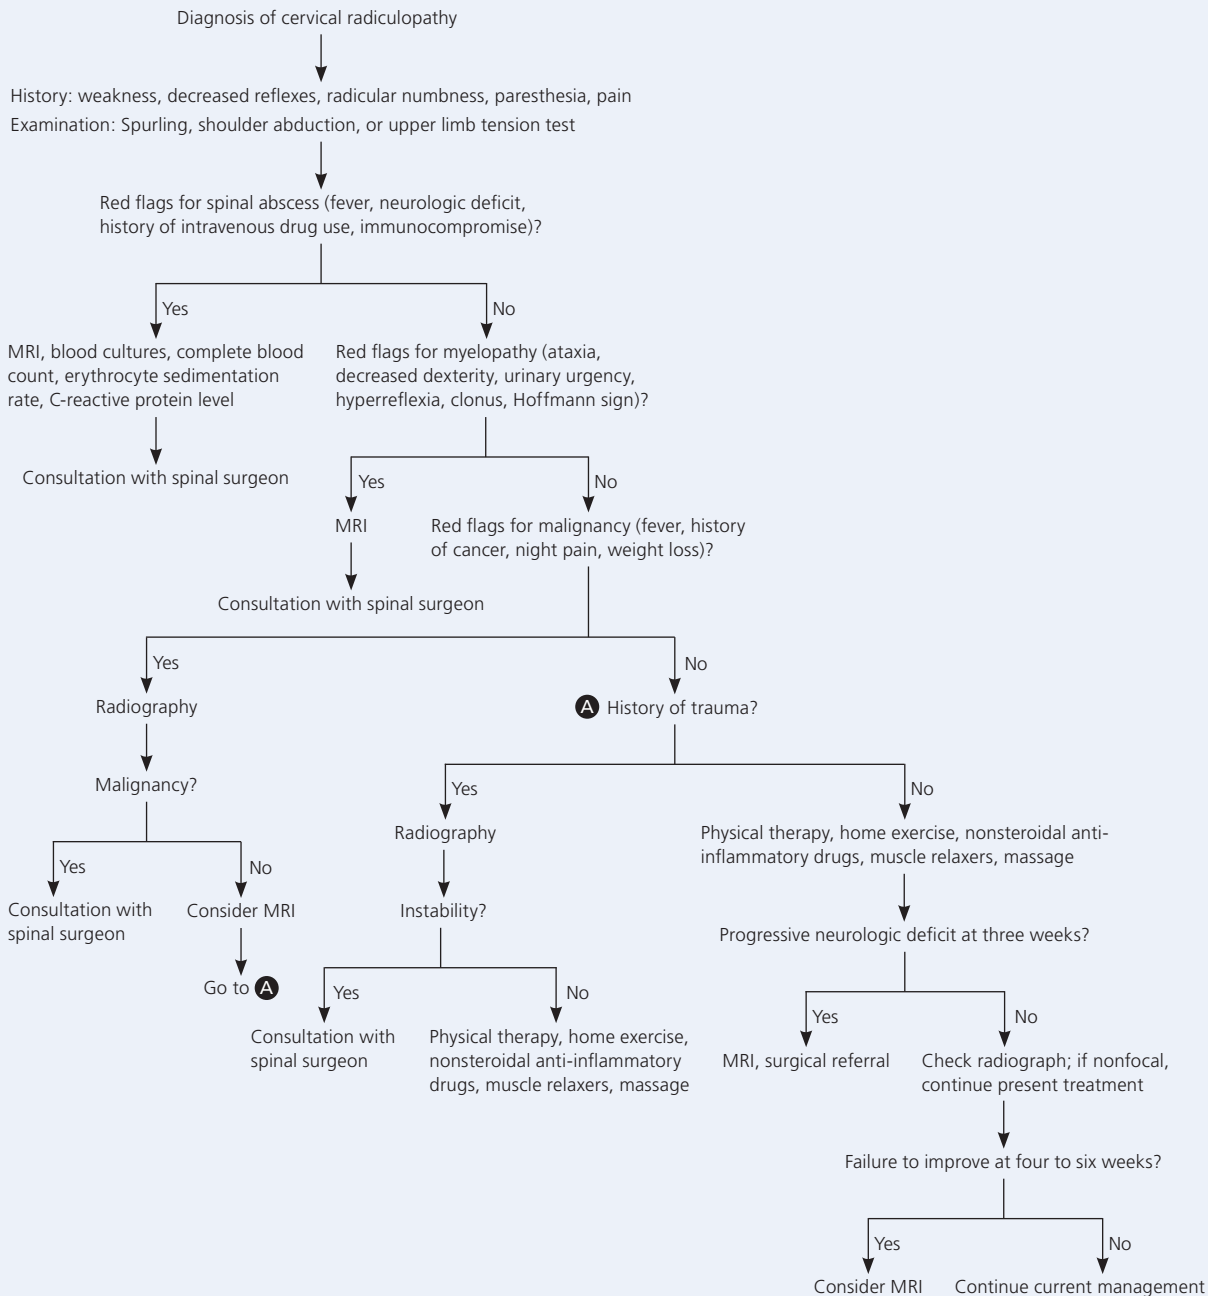 Diagnosis of cervical radiculopathy
History: weakness, decreased reflexes, radicular numbness, paresthesia, pain
Examination: Spurling, shoulder abduction, or upper limb tension test
Red flags for spinal abscess (fever, neurologic deficit,
history of intravenous drug use, immunocompromise)?
Yes
No
MRI, blood cultures, complete blood
count, erythrocyte sedimentation
rate, C-reactive protein level
Red flags for myelopathy (ataxia,
decreased dexterity, urinary urgency,
hyperreflexia, clonus, Hoffmann sign)?
Consultation with spinal surgeon
Yes
No
MRI
Red flags for malignancy (fever, history
of cancer, night pain, weight loss)?
Consultation with spinal surgeon
Yes
No
Radiography
A History of trauma?
Malignancy?
Yes
No
Radiography
Physical therapy, home exercise, nonsteroidal anti-
inflammatory drugs, muscle relaxers, massage
Yes
No
Consultation with
spinal surgeon
Consider MRI
Go to A
Instability?
Progressive neurologic deficit at three weeks?
Yes
No
Consultation with
spinal surgeon
Physical therapy, home exercise,
nonsteroidal anti-inflammatory
drugs, muscle relaxers, massage
Yes
No
MRI, surgical referral
Check radiograph; if nonfocal,
continue present treatment
Failure to improve at four to six weeks?
Yes
No
Consider MRI
Continue current management